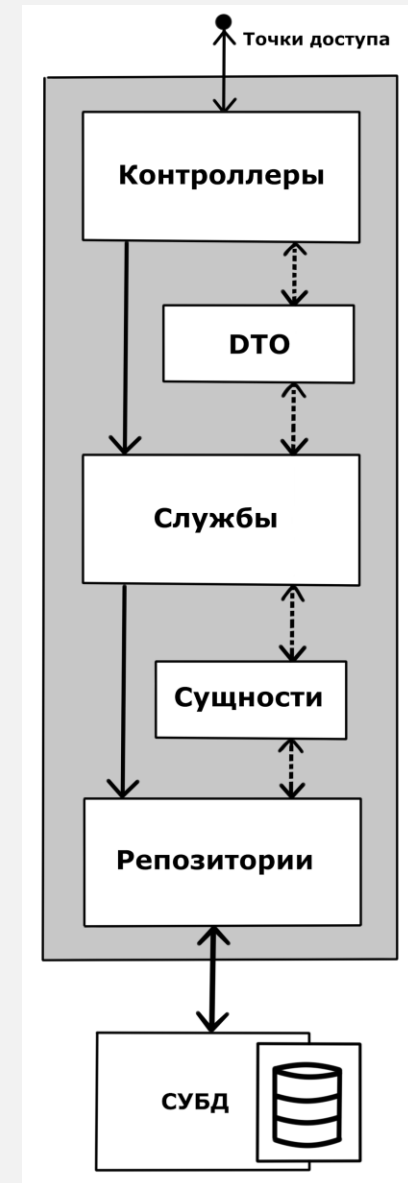 Точки доступа
Контроллеры
DTO
Службы
Сущности
Репозитории
СУБД